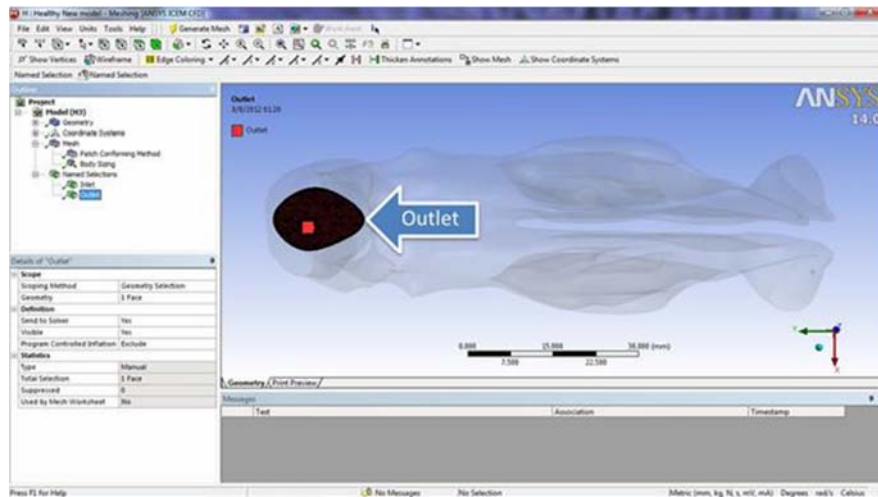 H : Healthy New model - Meshing [ANSYS ICEM CFD]
File Edit View Units Tools Help Generate Mesh Worksheet
Show Vertices Wireframe Edge Coloring Thicken Annotations Show Mesh Show Coordinate Systems
Named Selection Named Selection
Outline
Project
Model (H3)
Geometry
Coordinate Systems
Mesh
Patch Conforming Method
Body Sizing
Named Selections
Inlet
Outlet
Outlet
Outlet
ANSYS
14.0
Outlet
Details of "Outlet"
Scope
Scoping Method Geometry Selection
Geometry 1 Face
Definition
Send to Solver Yes
Visible Yes
Program Controlled Inflation Exclude
Statistics
Type Manual
Total Selection 1 Face
Suppressed 0
Used by Mesh Worksheet No
0.000 15.000 30.000 (mm)
7.500 22.500
Y
X
Geometry Print Preview
Messages
Text Association Timestamp
Press F1 for Help No Messages No Selection Metric (mm, kg, N, s, mV, mA) Degrees rad/s Celsius